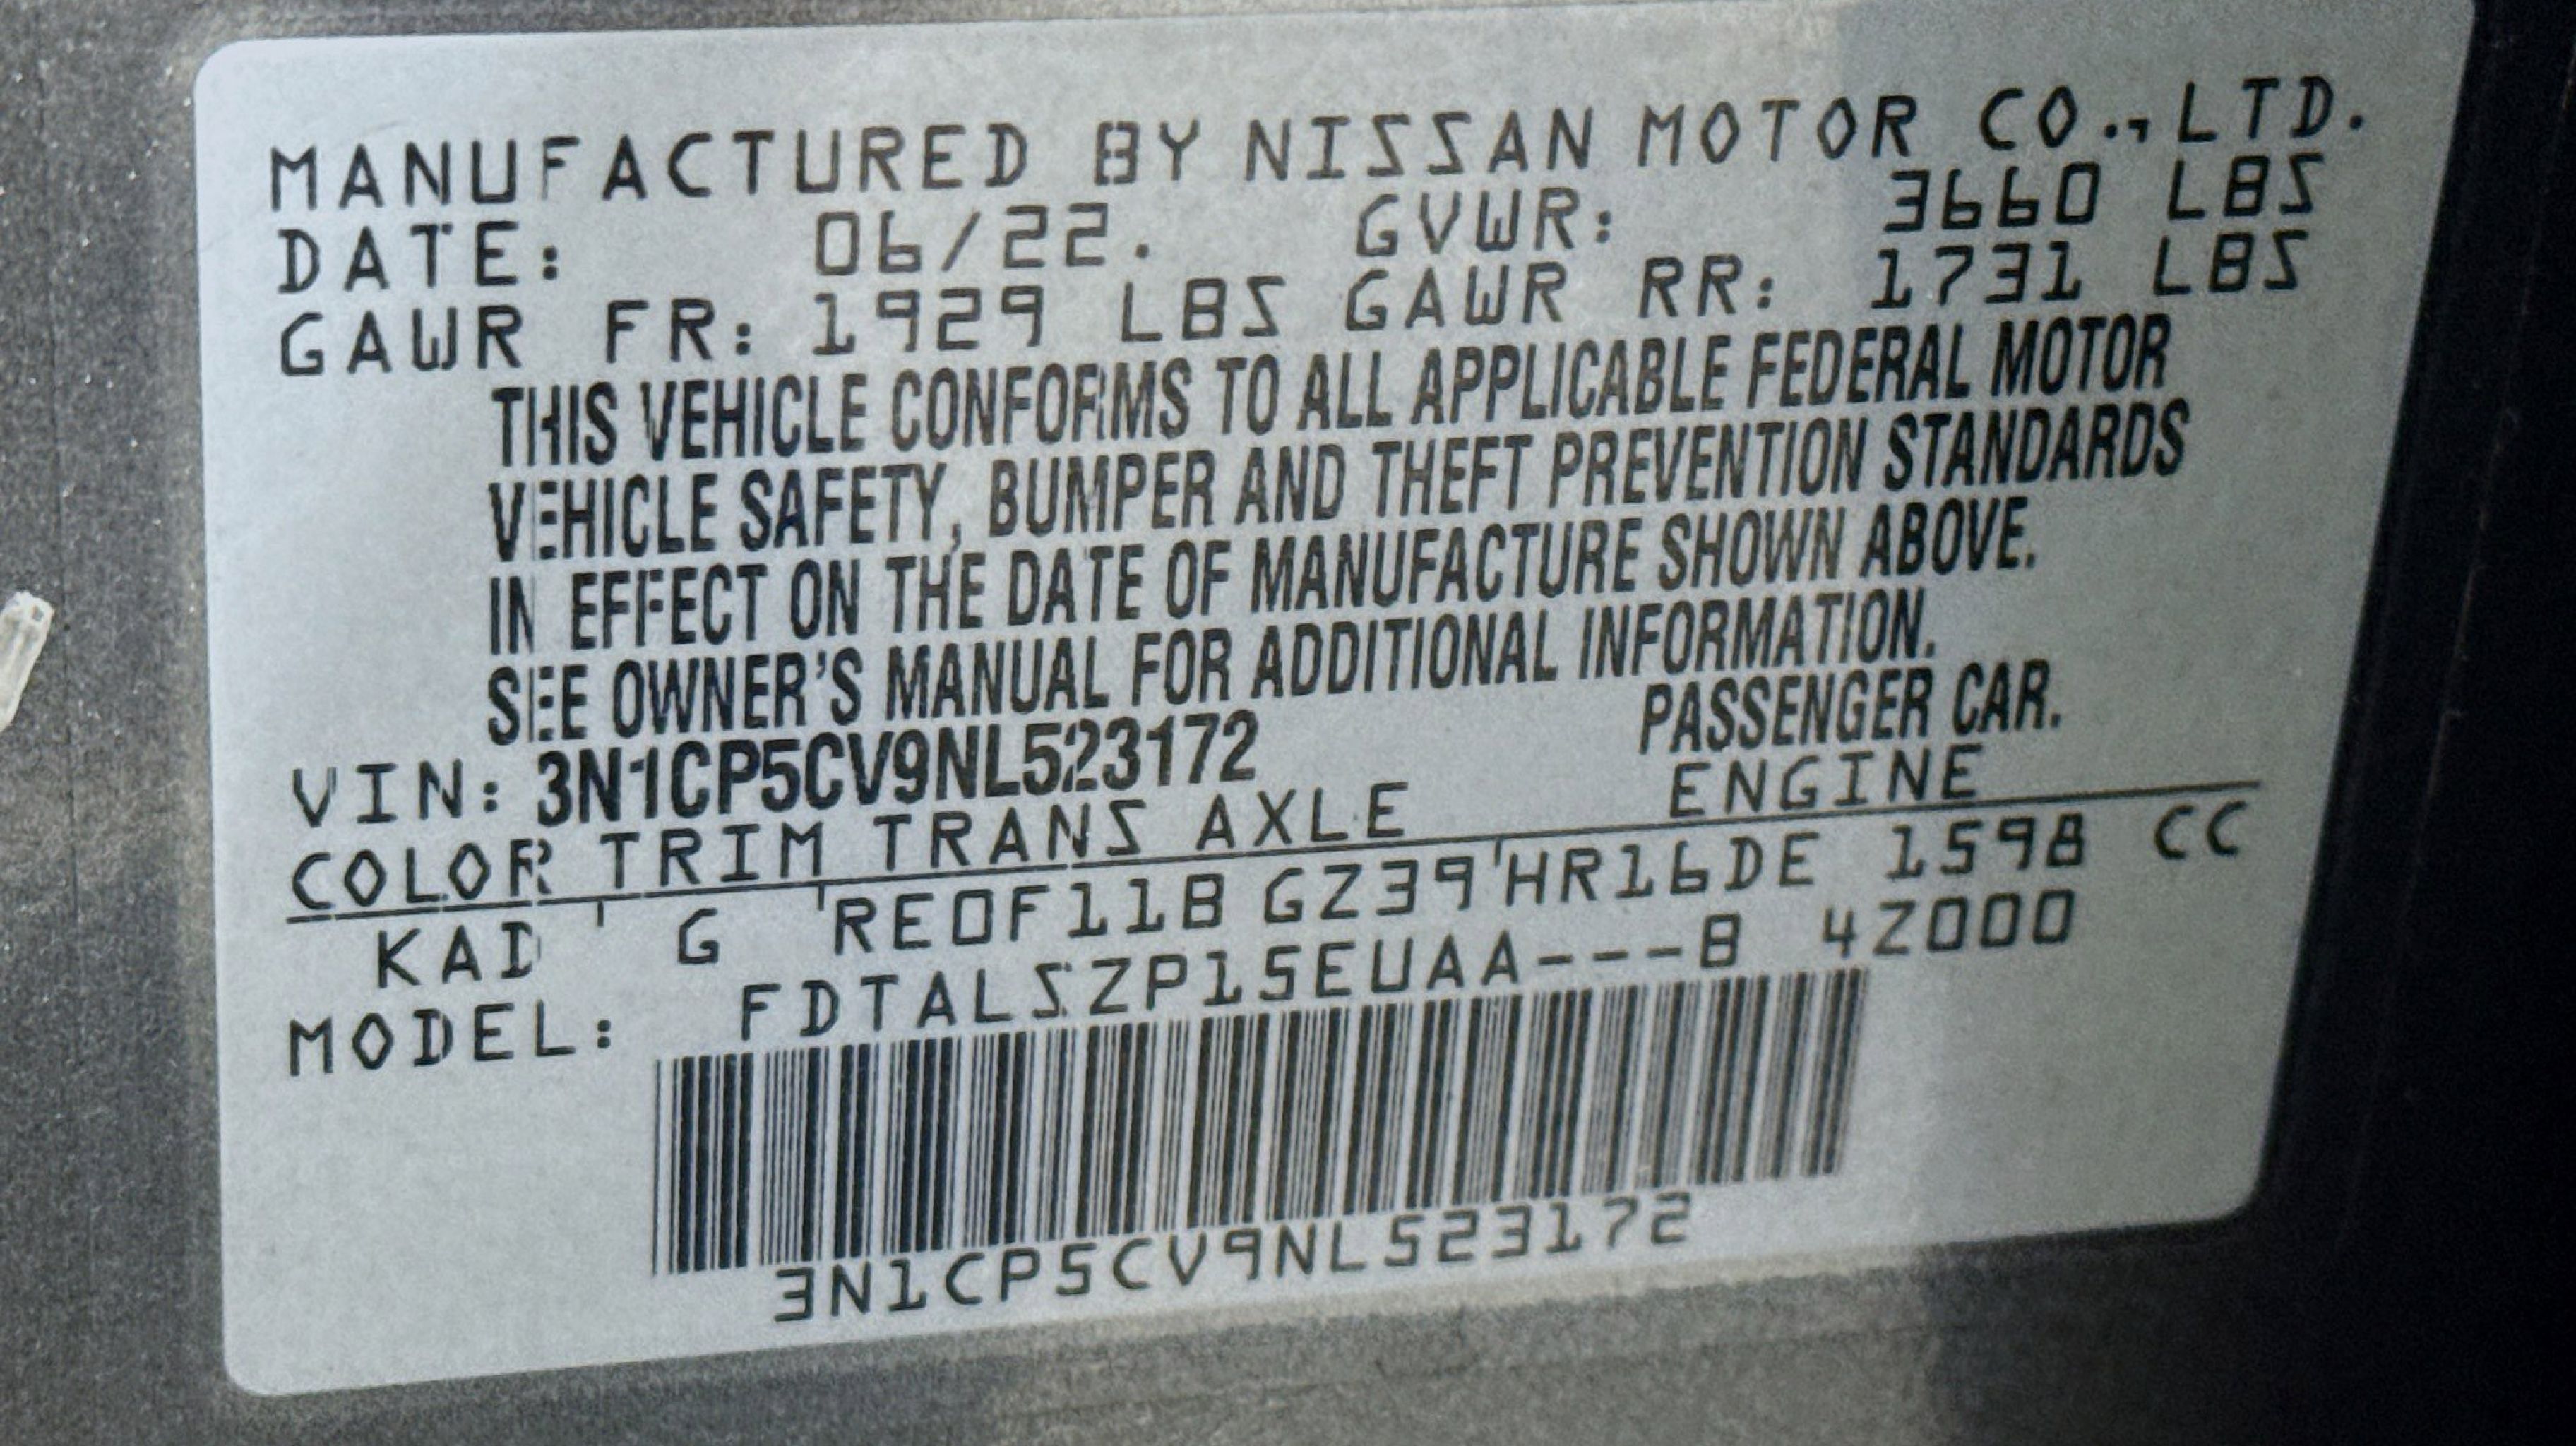 MANUFACTURED BY NISSAN MOTOR CO.,LTD.
DATE: 06/22. GVWR: 3660 LBS
GAWR FR: 1929 LBS GAWR RR: 1731 LBS
THIS VEHICLE CONFORMS TO ALL APPLICABLE FEDERAL MOTOR
VEHICLE SAFETY, BUMPER AND THEFT PREVENTION STANDARDS
IN EFFECT ON THE DATE OF MANUFACTURE SHOWN ABOVE.
SEE OWNER'S MANUAL FOR ADDITIONAL INFORMATION.
VIN: 3N1CP5CV9NL523172 PASSENGER CAR.
COLOR TRIM TRANS AXLE ENGINE
KAD G RE0F11B GZ39 HR16DE 1598 CC
MODEL: FDTALSZP15EUAA---B 4Z000
3N1CP5CV9NL523172